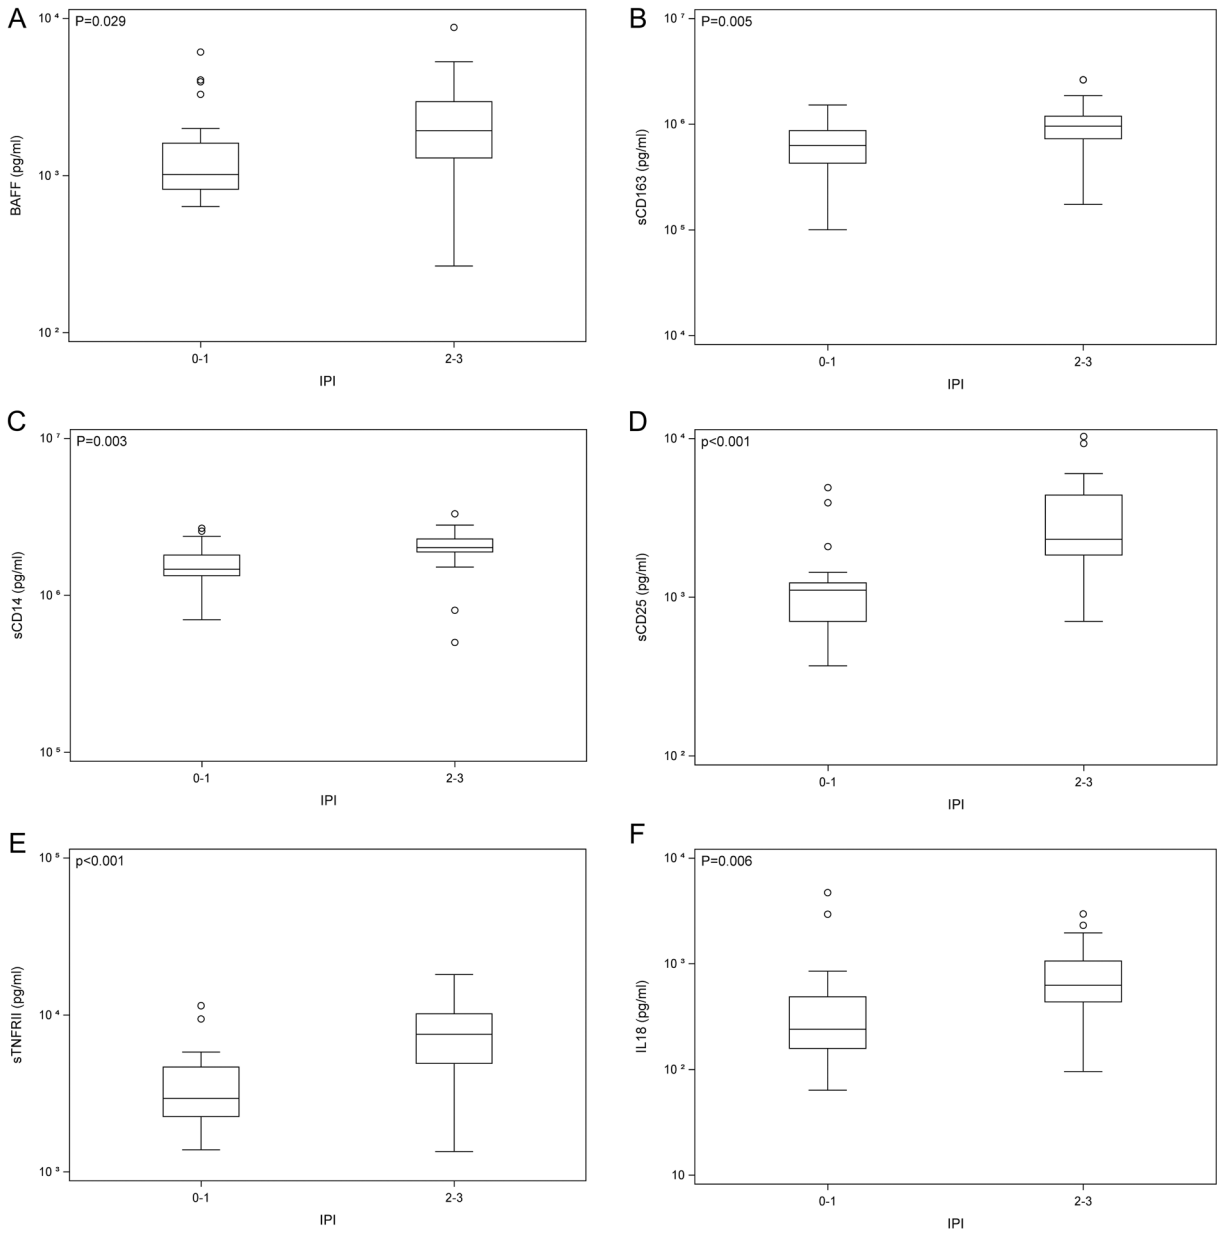 A
P=0.029
10⁴
10³
10²
BAFF (pg/ml)
0-1
2-3
IPI
B
P=0.005
10⁷
10⁶
10⁵
10⁴
sCD163 (pg/ml)
0-1
2-3
IPI
C
P=0.003
10⁷
10⁶
10⁵
sCD14 (pg/ml)
0-1
2-3
IPI
D
p<0.001
10⁴
10³
10²
sCD25 (pg/ml)
0-1
2-3
IPI
E
p<0.001
10⁵
10⁴
10³
sTNFRII (pg/ml)
0-1
2-3
IPI
F
P=0.006
10⁴
10³
10²
10
IL18 (pg/ml)
0-1
2-3
IPI